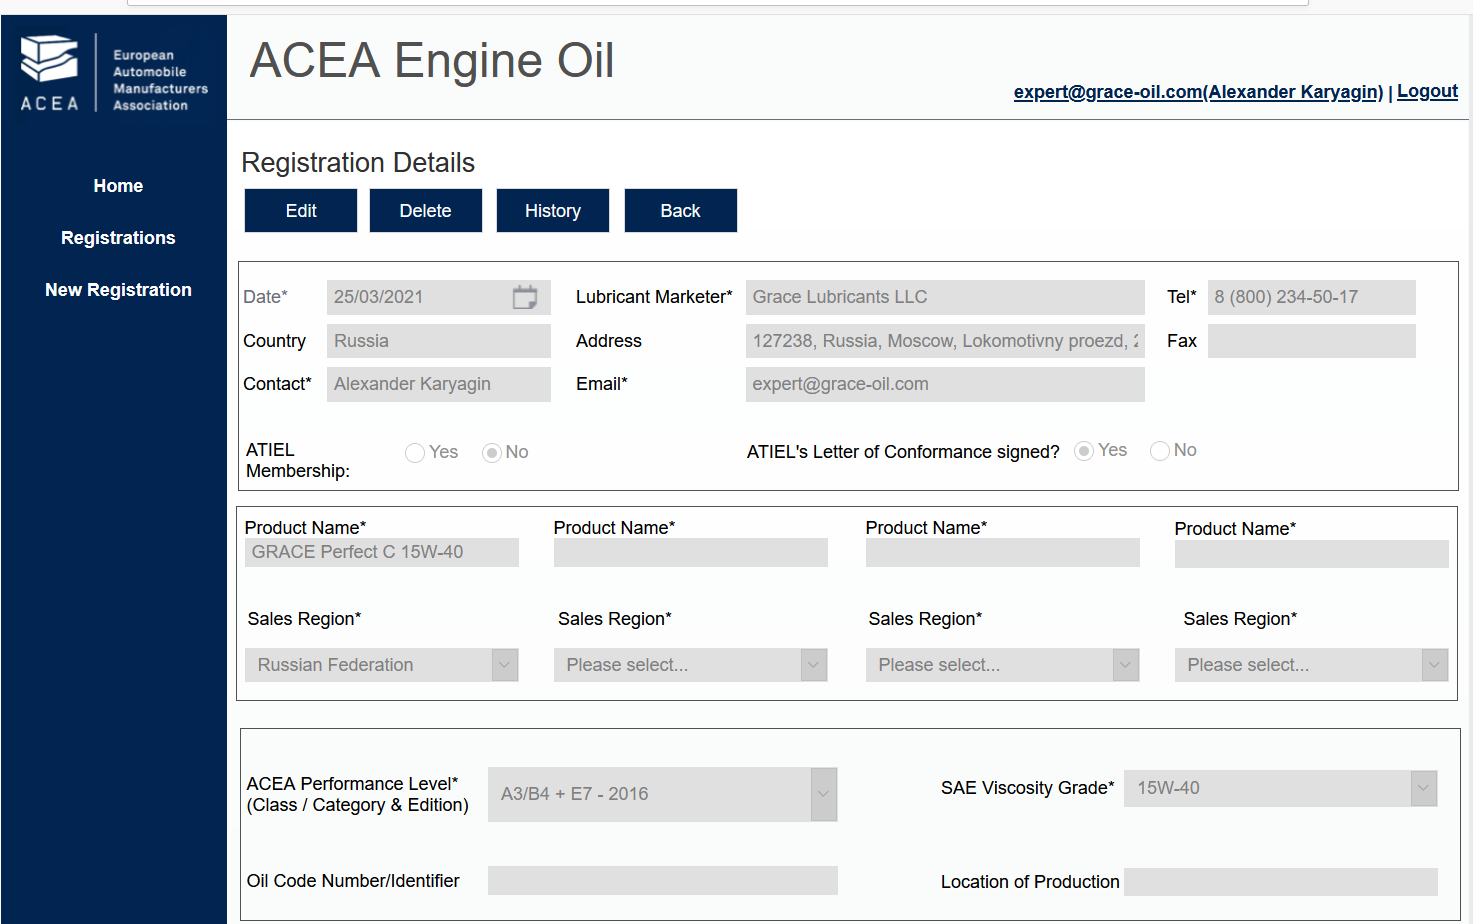 ACEA
European
Automobile
Manufacturers
Association
ACEA Engine Oil
expert@grace-oil.com(Alexander Karyagin) | Logout
Home
Registrations
New Registration
Registration Details
Edit Delete History Back
Date* 25/03/2021 Lubricant Marketer* Grace Lubricants LLC Tel* 8 (800) 234-50-17
Country Russia Address 127238, Russia, Moscow, Lokomotivny proezd, Fax
Contact* Alexander Karyagin Email* expert@grace-oil.com
ATIEL
Membership: Yes No ATIEL's Letter of Conformance signed? Yes No
Product Name* Product Name* Product Name* Product Name*
GRACE Perfect C 15W-40
Sales Region* Sales Region* Sales Region* Sales Region*
Russian Federation Please select... Please select... Please select...
ACEA Performance Level*
(Class / Category & Edition) A3/B4 + E7 - 2016 SAE Viscosity Grade* 15W-40
Oil Code Number/Identifier Location of Production